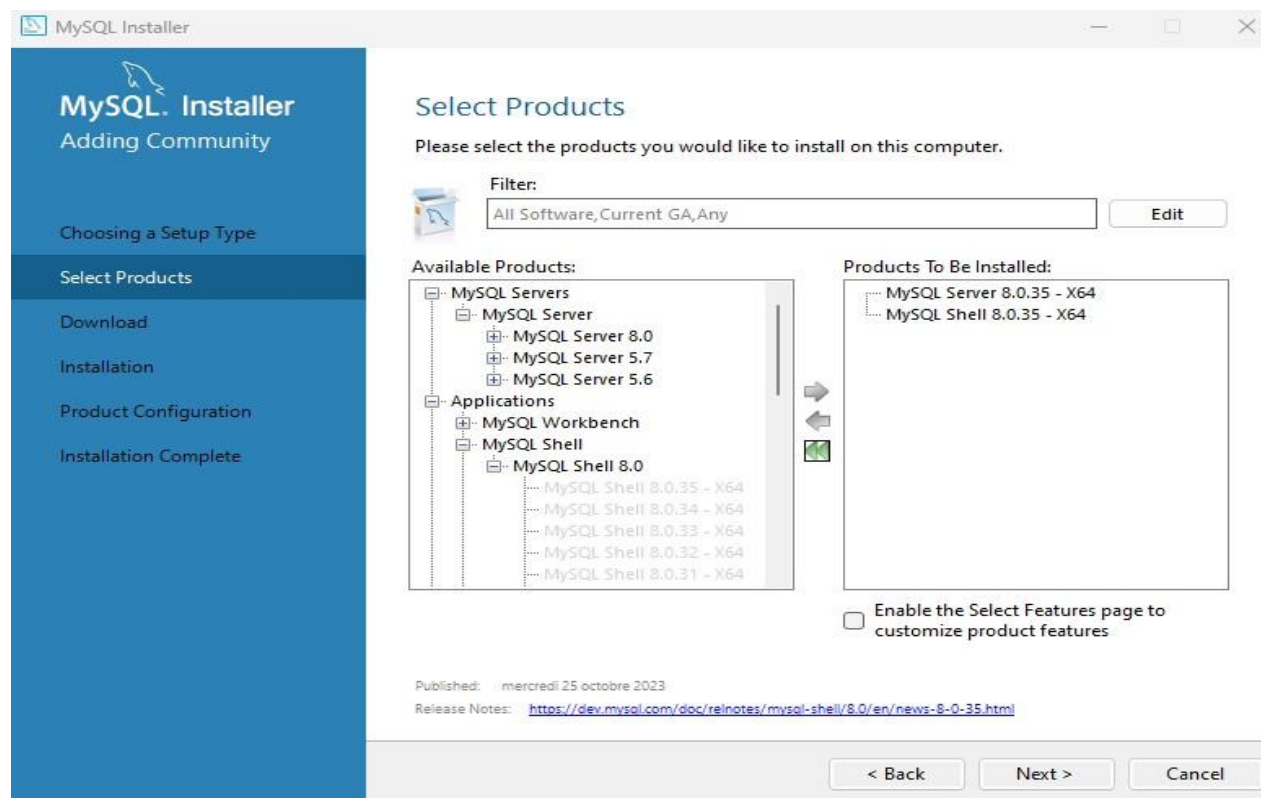 MySQL Installer
MySQL. Installer
Adding Community
Choosing a Setup Type
Select Products
Download
Installation
Product Configuration
Installation Complete
Select Products
Please select the products you would like to install on this computer.
Filter:
All Software,Current GA,Any
Edit
Available Products:
MySQL Servers
MySQL Server
MySQL Server 8.0
MySQL Server 5.7
MySQL Server 5.6
Applications
MySQL Workbench
MySQL Shell
MySQL Shell 8.0
MySQL Shell 8.0.35 - X64
MySQL Shell 8.0.34 - X64
MySQL Shell 8.0.33 - X64
MySQL Shell 8.0.32 - X64
MySQL Shell 8.0.31 - X64
Products To Be Installed:
MySQL Server 8.0.35 - X64
MySQL Shell 8.0.35 - X64
Enable the Select Features page to
customize product features
Published: mercredi 25 octobre 2023
Release Notes: https://dev.mysql.com/doc/relnotes/mysql-shell/8.0/en/news-8-0-35.html
< Back
Next >
Cancel